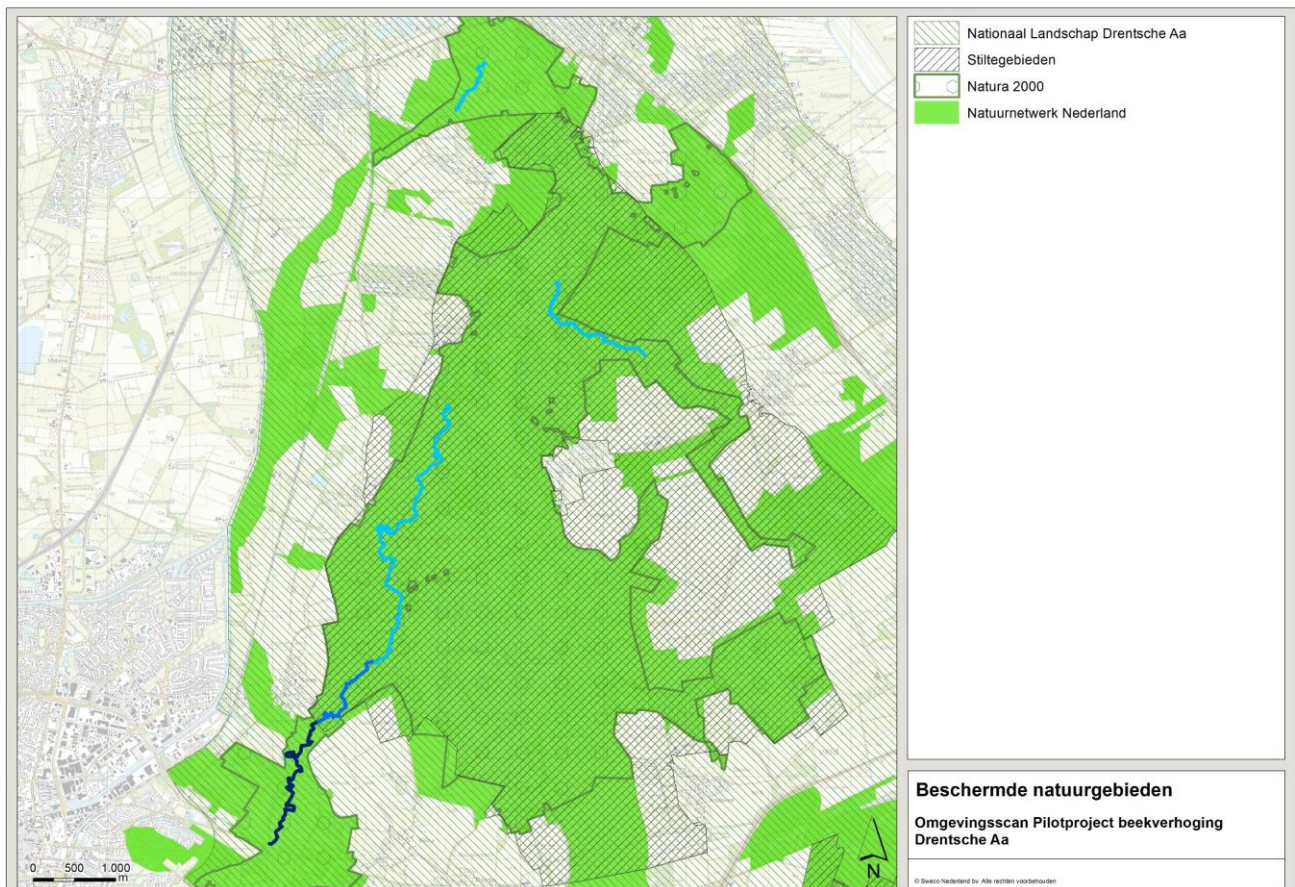 Nationaal Landschap Drentsche Aa
Stiltegebieden
Natura 2000
Natuurnetwerk Nederland
Vries
Beschermde natuurgebieden
Omgevingsscan Pilotproject beekverhoging
Drentsche Aa
© Sweco Nederland bv Alle rechten voorbehouden
0 500 1.000
m
N